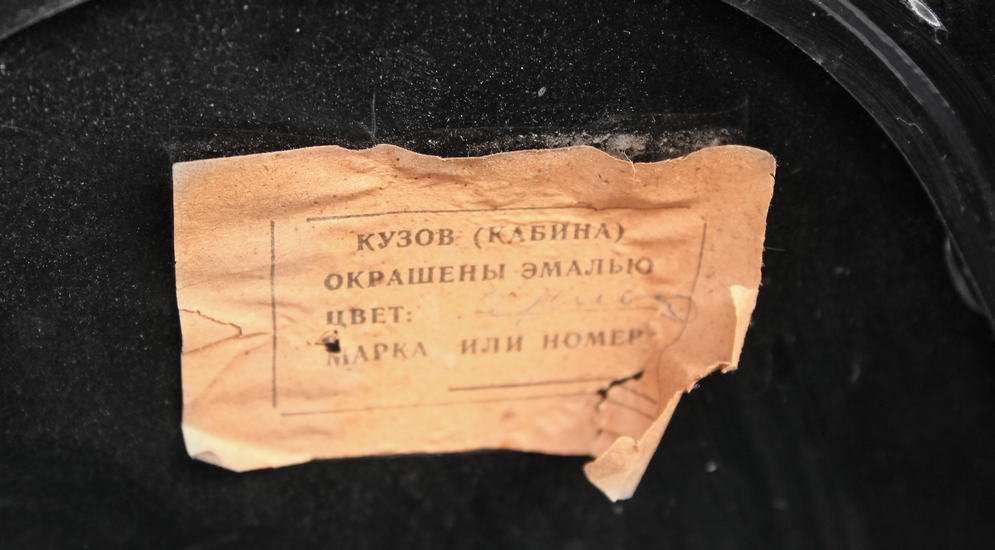 КУЗОВ (КАБИНА)
ОКРАШЕНЫ ЭМАЛЬЮ
ЦВЕТ:
МАРКА ИЛИ НОМЕР